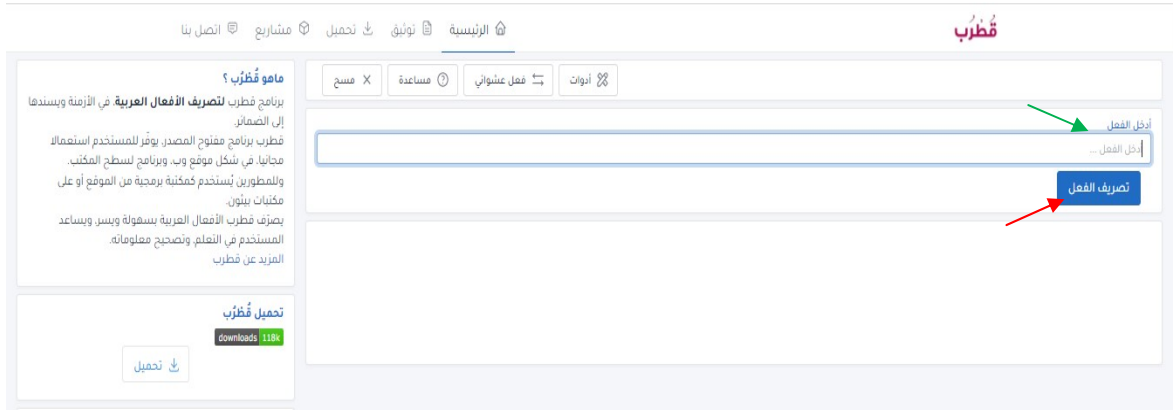 قُطْرُب
الرئيسية توثيق تحميل مشاريع اتصل بنا
أدوات فعل عشوائي مساعدة مسح
أدخل الفعل
أدخل الفعل ...
تصريف الفعل
ماهو قُطْرُب ؟
برنامج قطرب لتصريف الأفعال العربية، في الأزمنة ويسندها
إلى الضمائر.
قطرب برنامج مفتوح المصدر، يوفّر للمستخدم استعمالا
مجانيا، في شكل موقع وب، وبرنامج لسطح المكتب.
وللمطورين يُستخدم كمكتبة برمجية من الموقع أو على
مكتبات بيثون.
يصرّف قطرب الأفعال العربية بسهولة ويسر، ويساعد
المستخدم في التعلم، وتصحيح معلوماته.
المزيد عن قطرب
تحميل قُطْرُب
downloads 118k
تحميل